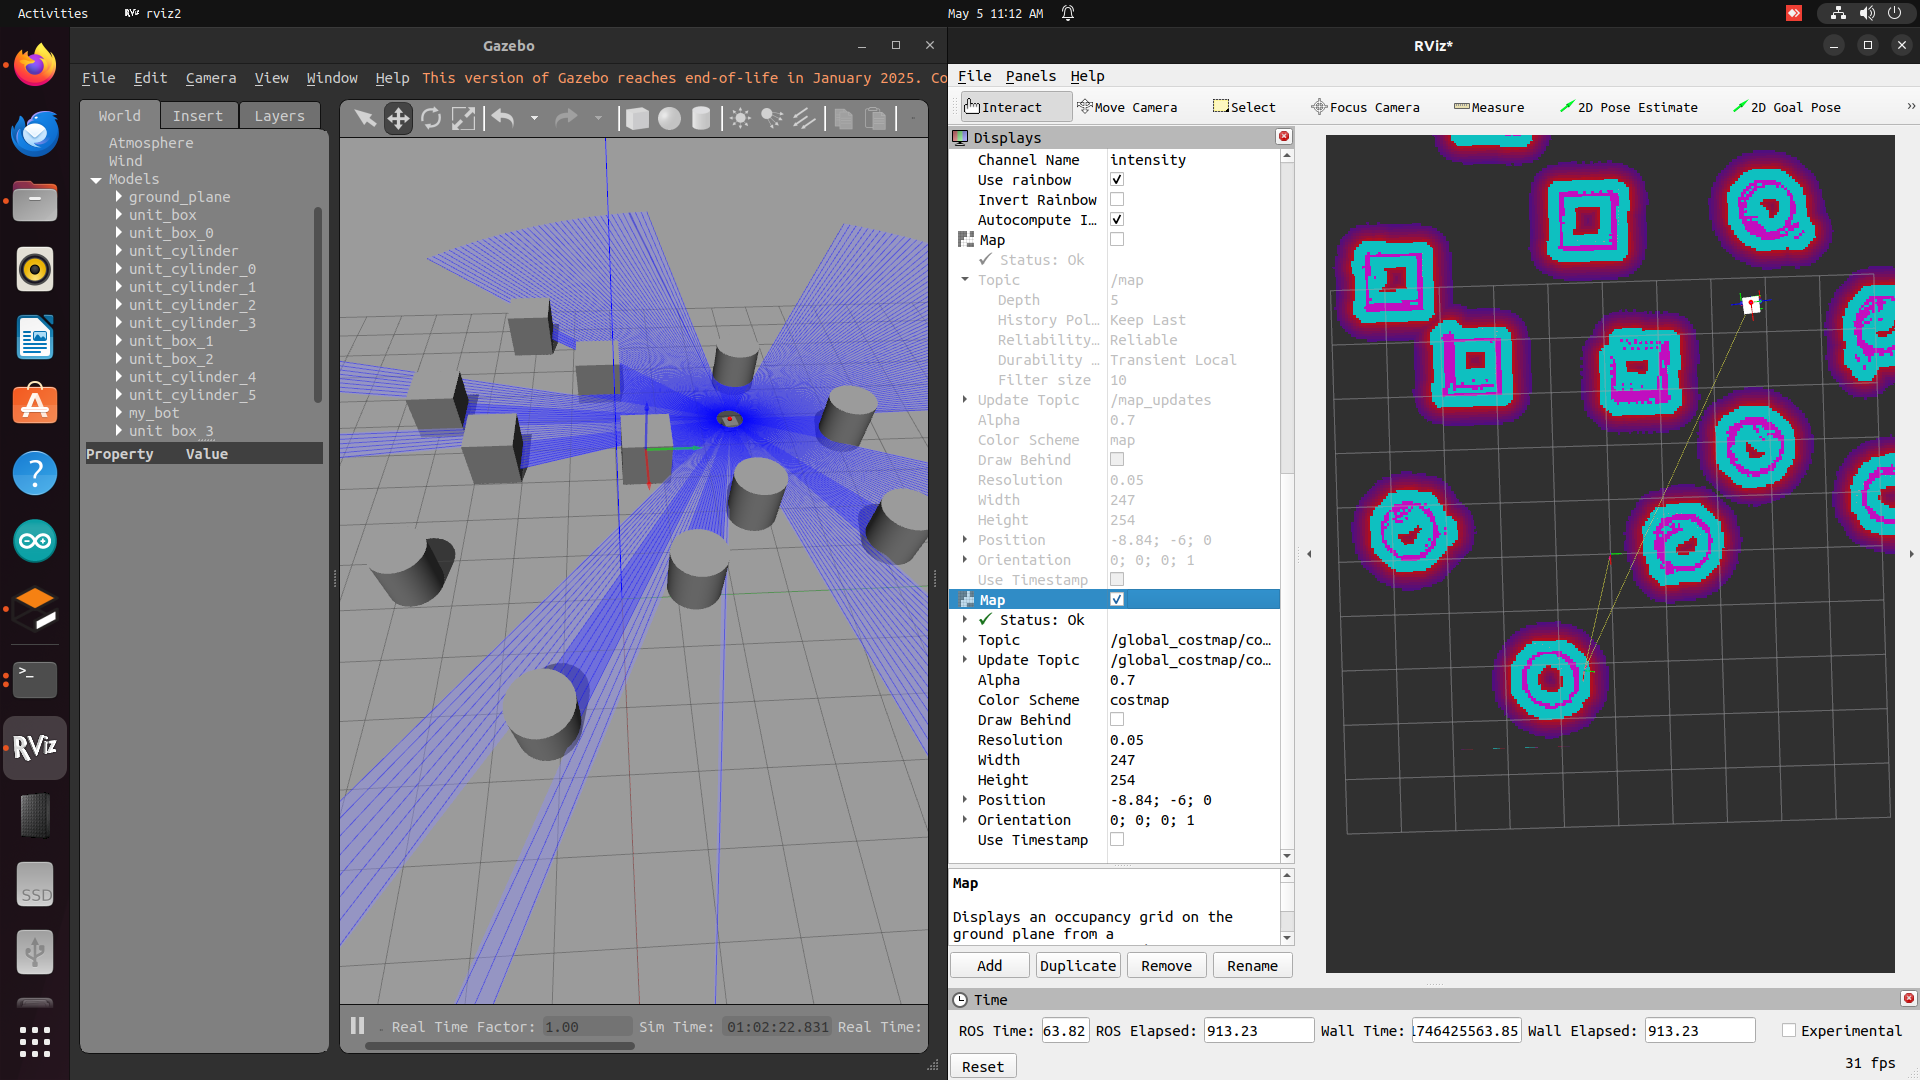 Activities
RViz rviz2
May 5 11:12 AM
Gazebo
File Edit Camera View Window Help This version of Gazebo reaches end-of-life in January 2025. Co
World Insert Layers
Atmosphere
Wind
Models
ground_plane
unit_box
unit_box_0
unit_cylinder
unit_cylinder_0
unit_cylinder_1
unit_cylinder_2
unit_cylinder_3
unit_box_1
unit_box_2
unit_cylinder_4
unit_cylinder_5
my_bot
unit box 3
Property Value
Real Time Factor: 1.00 Sim Time: 01:02:22.831 Real Time:
RViz
SSD
RViz*
File Panels Help
Interact Move Camera Select Focus Camera Measure 2D Pose Estimate 2D Goal Pose
Displays
Channel Name intensity
Use rainbow
Invert Rainbow
Autocompute I...
Map
Status: Ok
Topic /map
Depth 5
History Pol... Keep Last
Reliability... Reliable
Durability ... Transient Local
Filter size 10
Update Topic /map_updates
Alpha 0.7
Color Scheme map
Draw Behind
Resolution 0.05
Width 247
Height 254
Position -8.84; -6; 0
Orientation 0; 0; 0; 1
Use Timestamp
Map
Status: Ok
Topic /global_costmap/co...
Update Topic /global_costmap/co...
Alpha 0.7
Color Scheme costmap
Draw Behind
Resolution 0.05
Width 247
Height 254
Position -8.84; -6; 0
Orientation 0; 0; 0; 1
Use Timestamp
Map
Displays an occupancy grid on the
ground plane from a
Add Duplicate Remove Rename
Time
ROS Time: 63.82 ROS Elapsed: 913.23 Wall Time: 1746425563.85 Wall Elapsed: 913.23 Experimental
Reset
31 fps